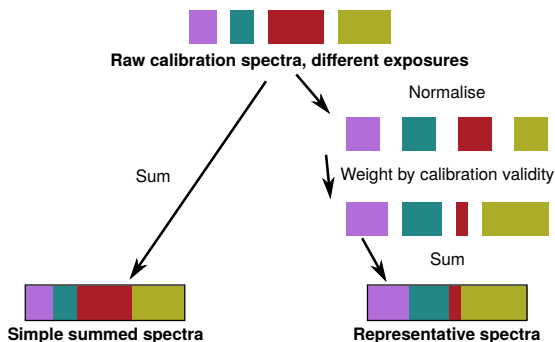 Raw calibration spectra, different exposures
Normalise
Sum
Weight by calibration validity
Sum
Simple summed spectra
Representative spectra